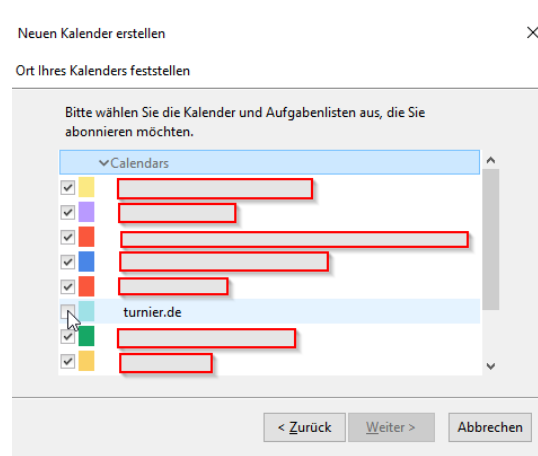 Neuen Kalender erstellen
Ort Ihres Kalenders feststellen
Bitte wählen Sie die Kalender und Aufgabenlisten aus, die Sie
abonnieren möchten.
Calendars
turnier.de
< Zurück Weiter > Abbrechen